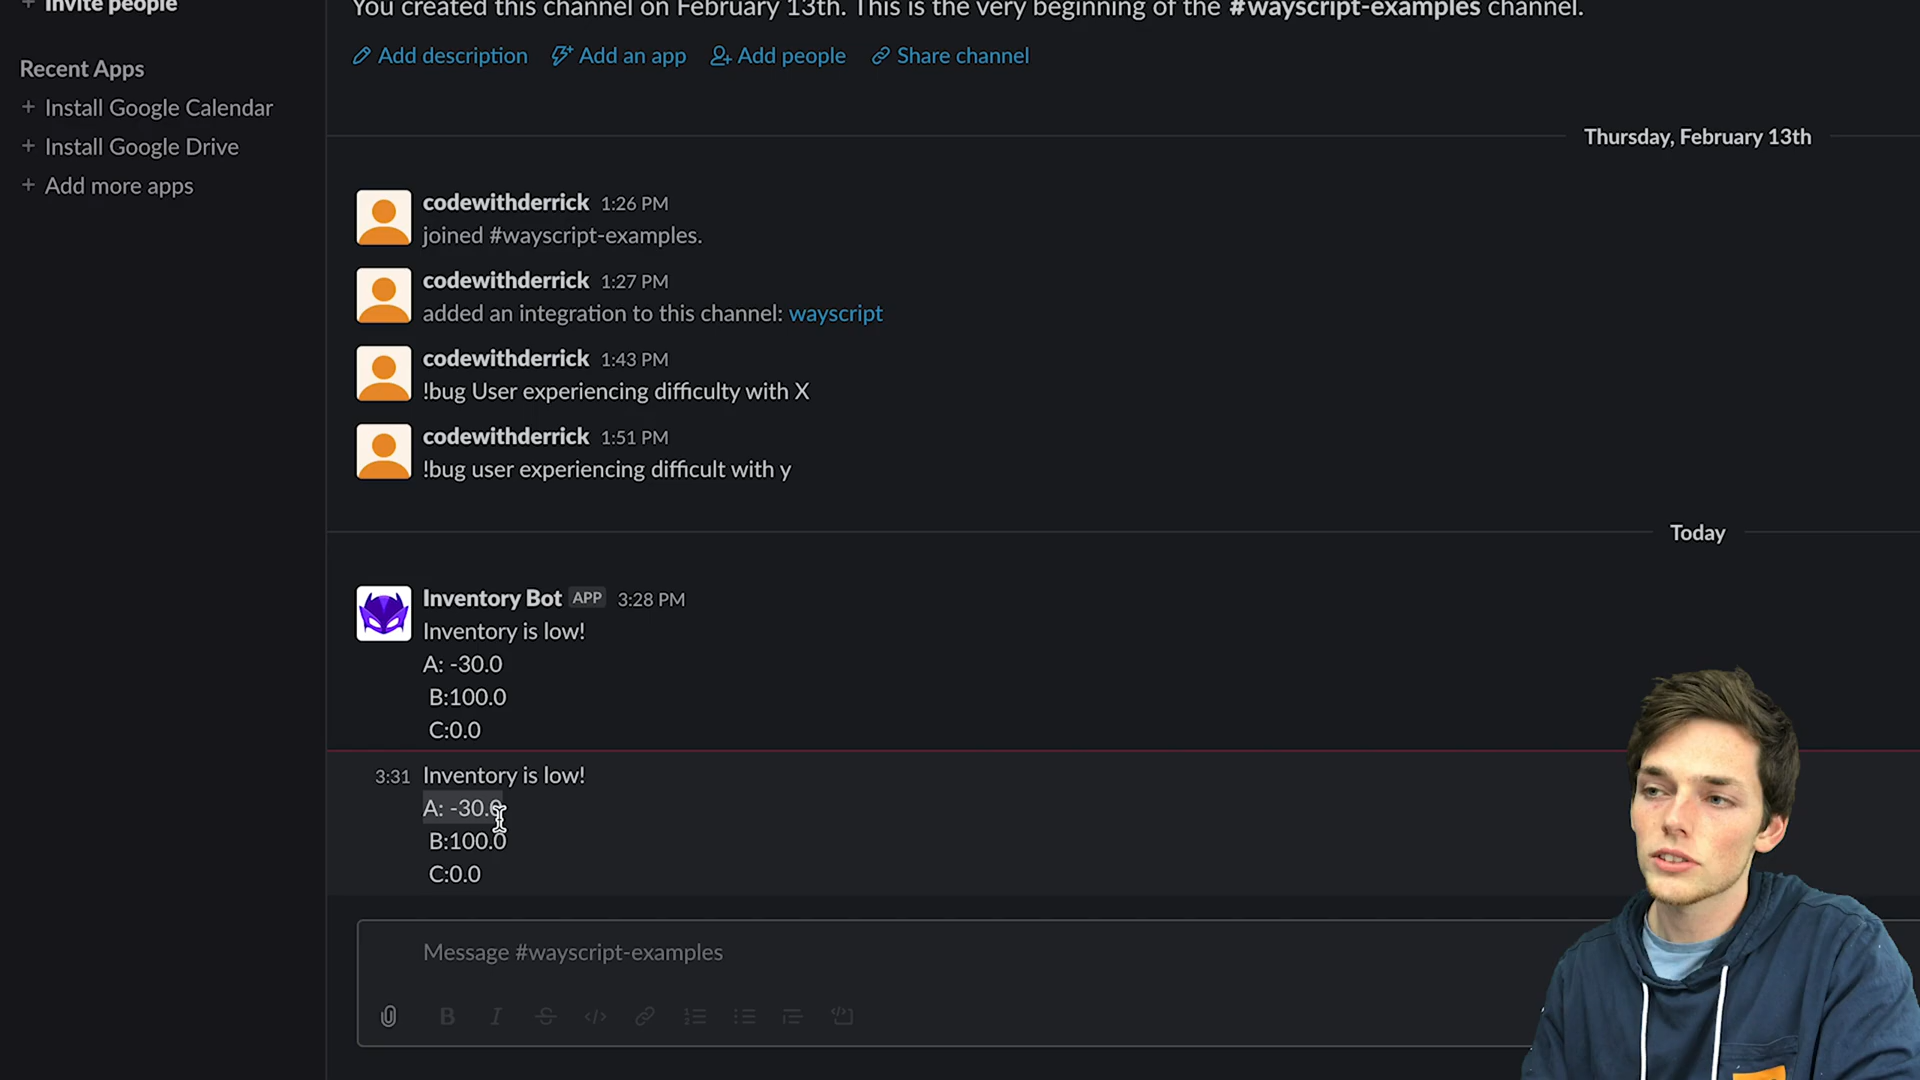 Invite people
You created this channel on February 13th. This is the very beginning of the #wayscript-examples channel.
Add description Add an app Add people Share channel
Recent Apps
+ Install Google Calendar
+ Install Google Drive
+ Add more apps
Thursday, February 13th
codewithderrick 1:26 PM
joined #wayscript-examples.
codewithderrick 1:27 PM
added an integration to this channel: wayscript
codewithderrick 1:43 PM
!bug User experiencing difficulty with X
codewithderrick 1:51 PM
!bug user experiencing difficult with y
Today
Inventory Bot APP 3:28 PM
Inventory is low!
A: -30.0
B:100.0
C:0.0
3:31 Inventory is low!
A: -30.0
B:100.0
C:0.0
Message #wayscript-examples